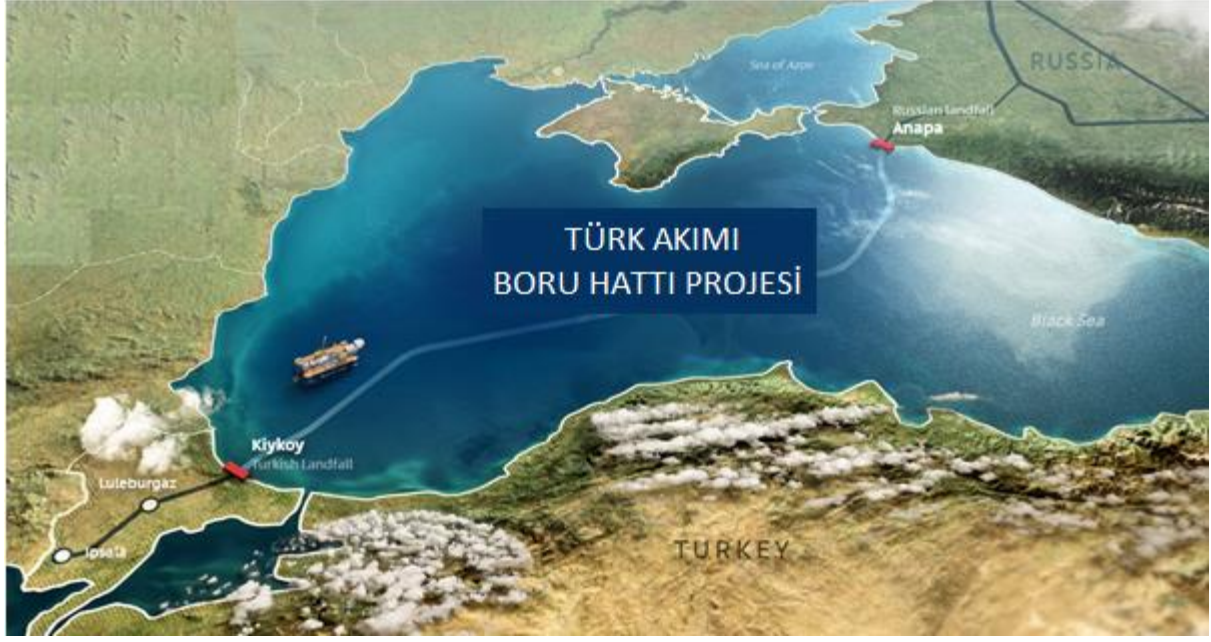 Sea of Azov
RUSSIA
Russian landfall
Anapa
TÜRK AKIMI
BORU HATTI PROJESİ
Black Sea
Kiykoy
Turkish Landfall
Luleburgaz
Ipsala
TURKEY